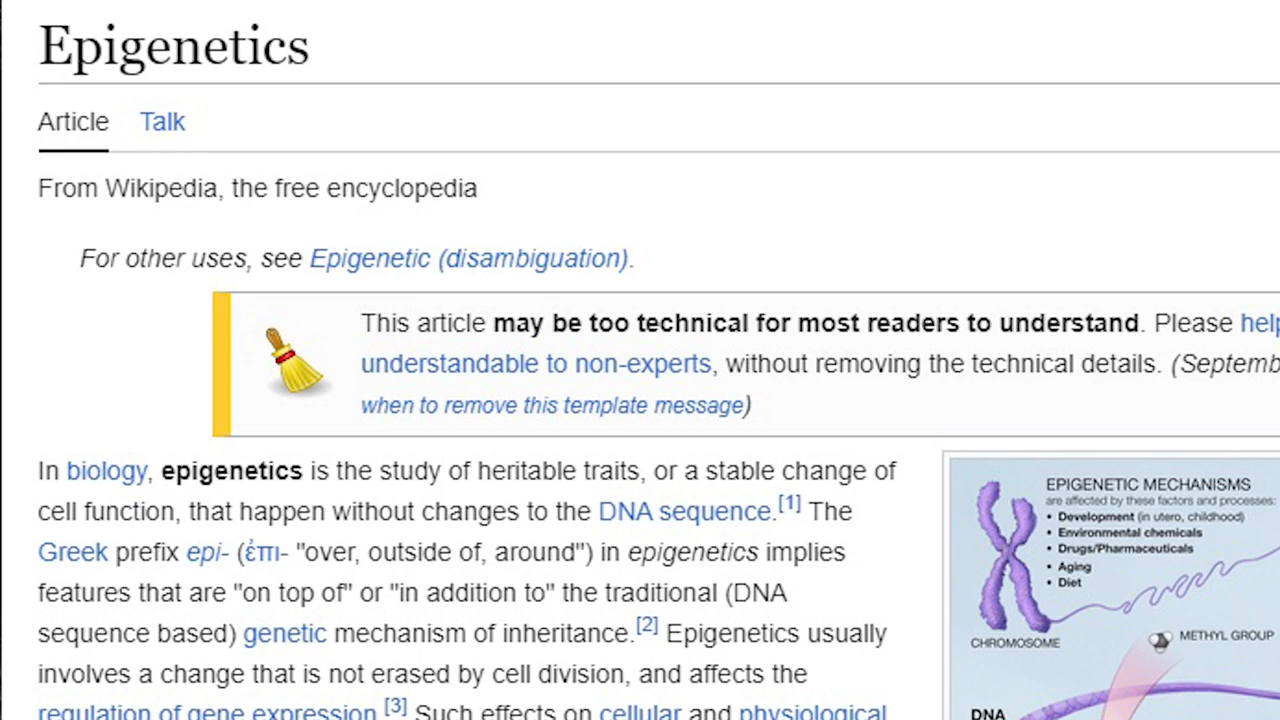 Epigenetics
Article Talk
From Wikipedia, the free encyclopedia
For other uses, see Epigenetic (disambiguation).
This article may be too technical for most readers to understand. Please help
understandable to non-experts, without removing the technical details. (Septemb
when to remove this template message)
In biology, epigenetics is the study of heritable traits, or a stable change of
cell function, that happen without changes to the DNA sequence.[1] The
Greek prefix epi- (ἐπι- "over, outside of, around") in epigenetics implies
features that are "on top of" or "in addition to" the traditional (DNA
sequence based) genetic mechanism of inheritance.[2] Epigenetics usually
involves a change that is not erased by cell division, and affects the
regulation of gene expression.[3] Such effects on cellular and physiological
EPIGENETIC MECHANISMS
are affected by these factors and processes:
• Development (in utero, childhood)
• Environmental chemicals
• Drugs/Pharmaceuticals
• Aging
• Diet
CHROMOSOME
METHYL GROUP
DNA